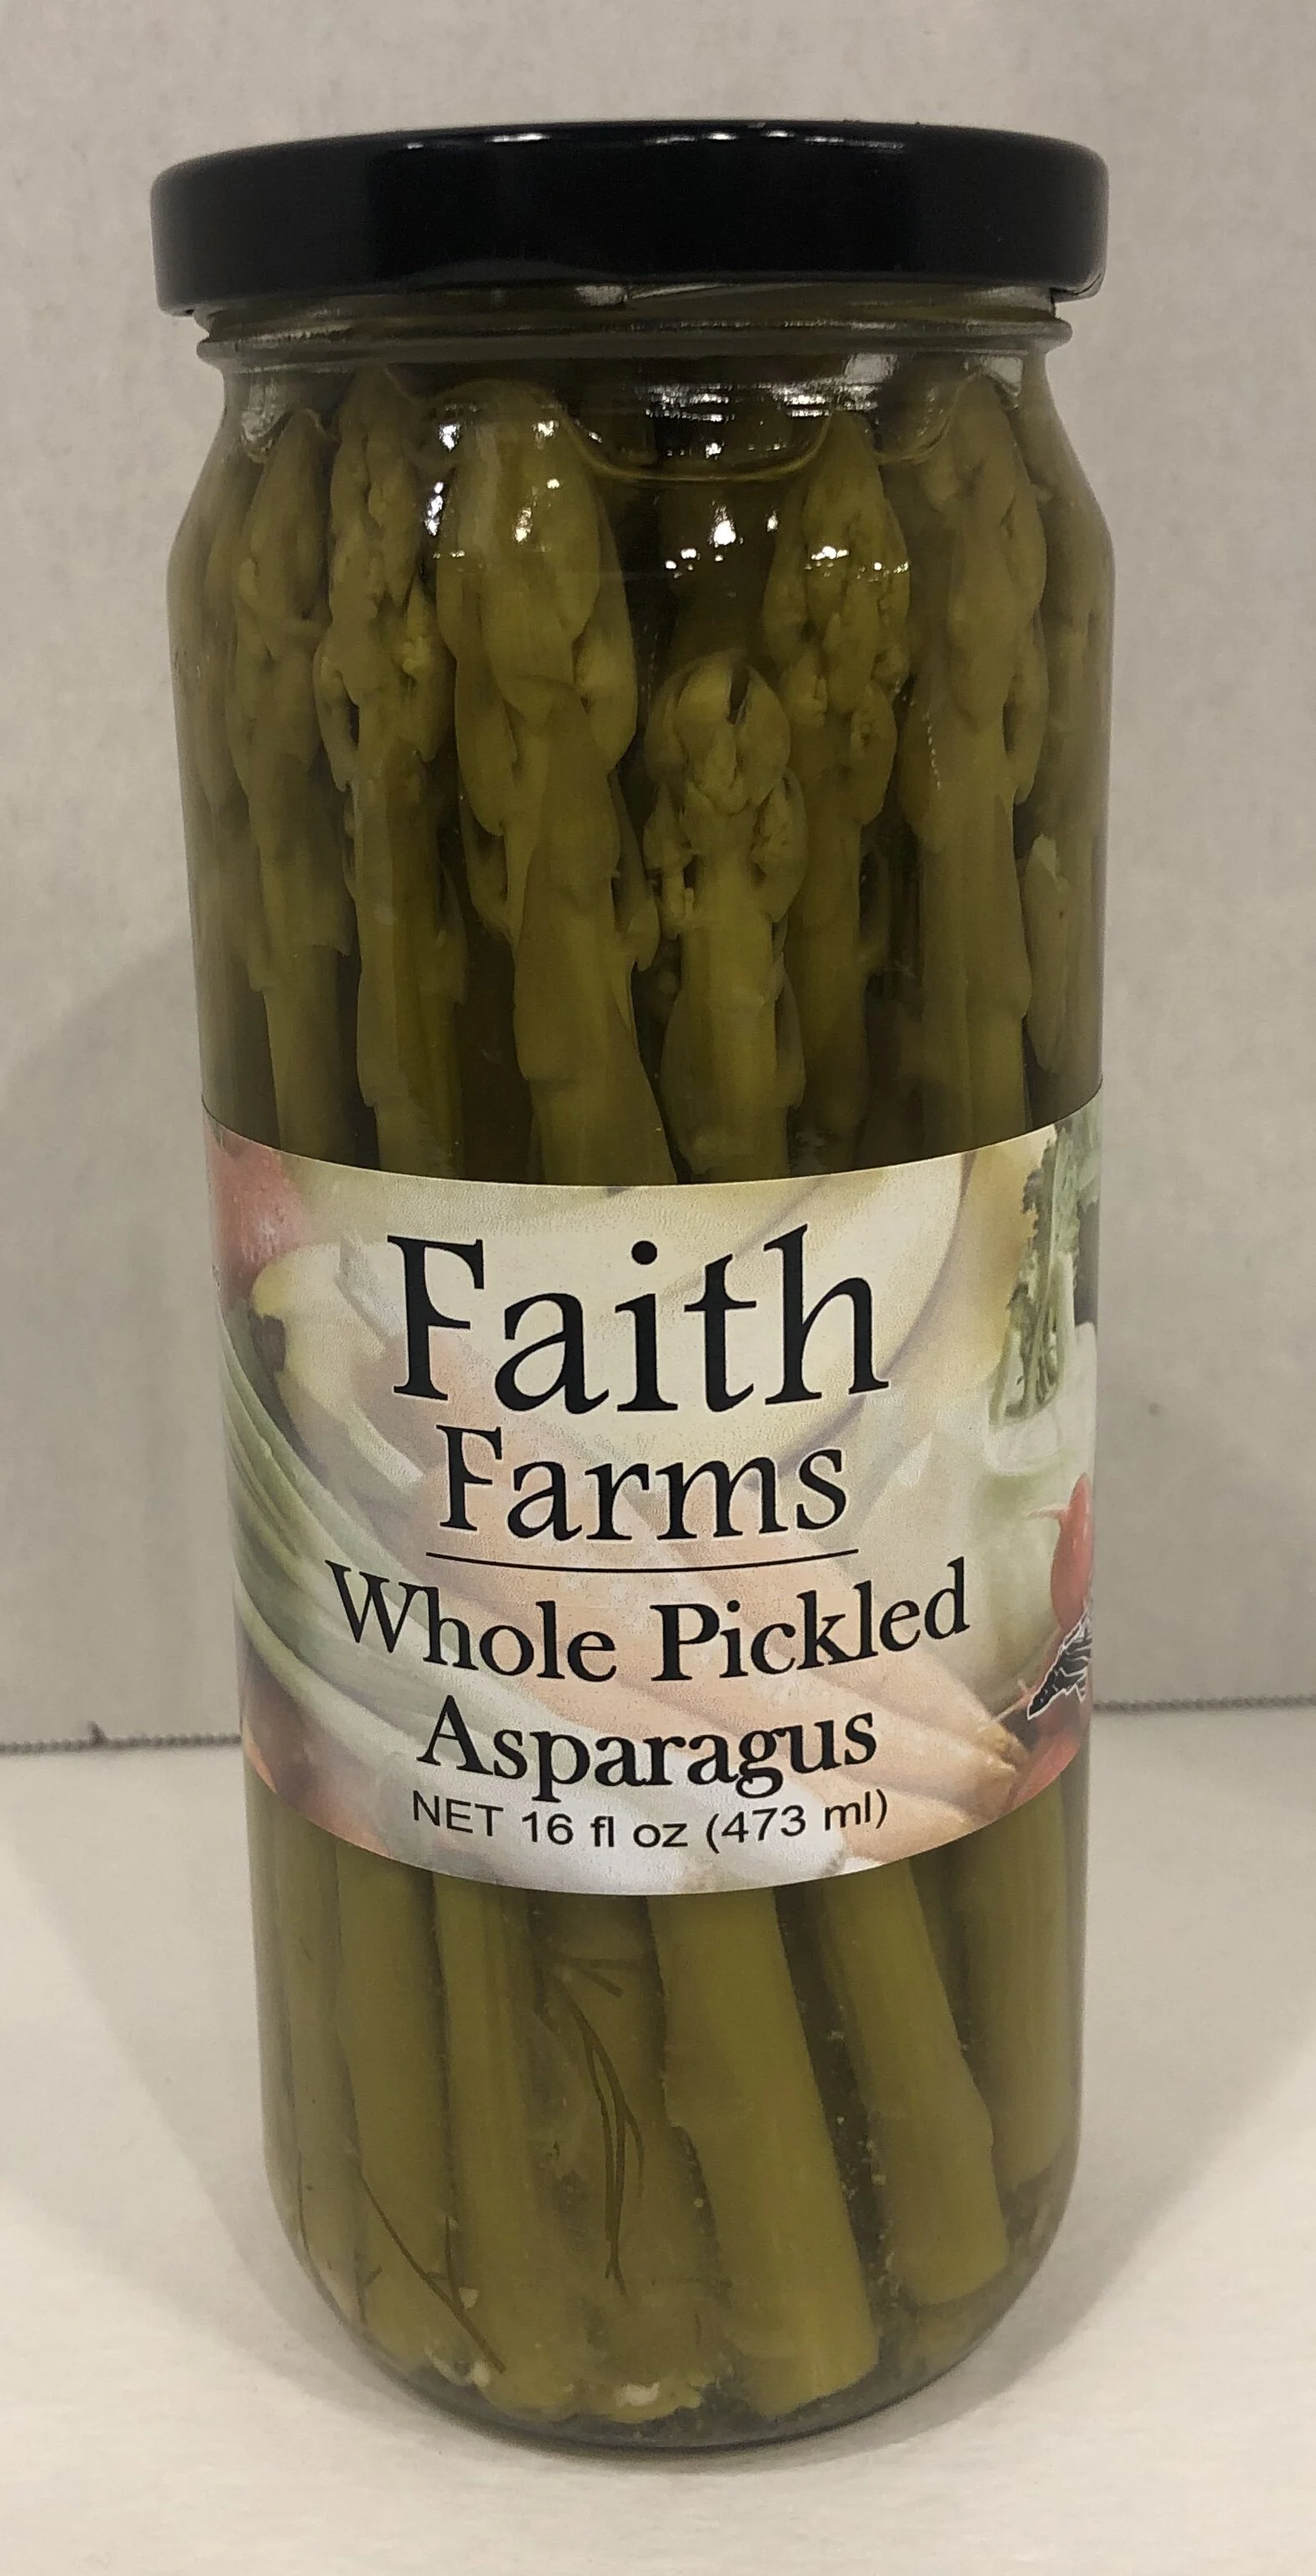 Faith
Farms
Whole Pickled
Asparagus
NET 16 fl oz (473 ml)